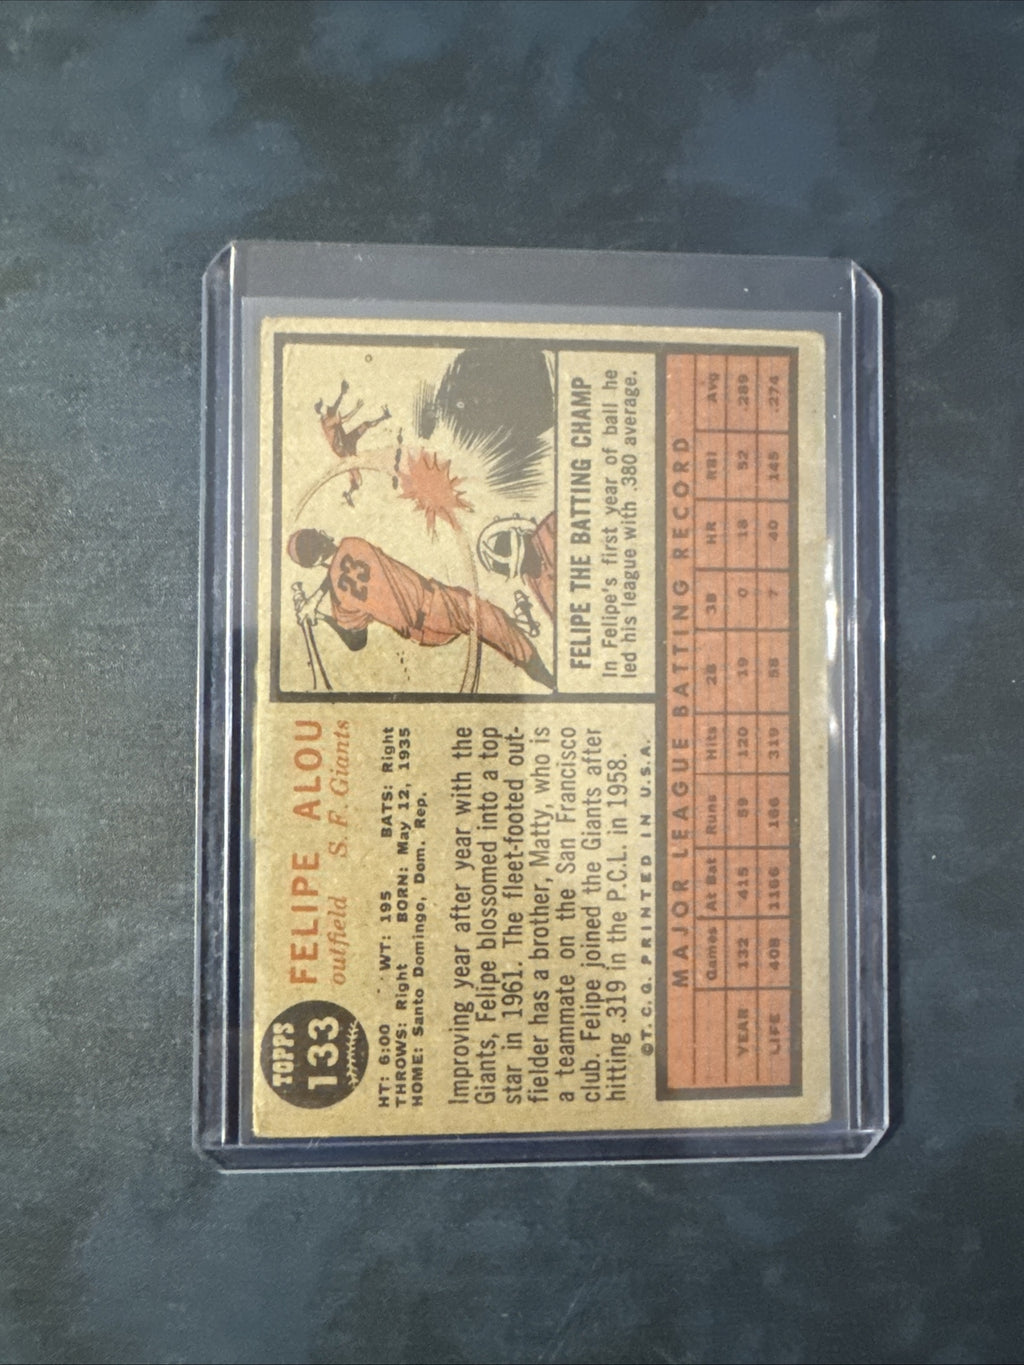 TOPPS
133
FELIPE ALOU
outfield S. F. Giants
HT: 6:00 WT: 195 BATS: Right
THROWS: Right BORN: May 12, 1935
HOME: Santo Domingo, Dom. Rep.
Improving year after year with the
Giants, Felipe blossomed into a top
star in 1961. The fleet-footed out-
fielder has a brother, Matty, who is
a teammate on the San Francisco
club. Felipe joined the Giants after
hitting .319 in the P.C.L. in 1958.
©T. C. G. PRINTED IN U.S.A.
23
FELIPE THE BATTING CHAMP
In Felipe's first year of ball he
led his league with .380 average.
MAJOR LEAGUE BATTING RECORD
Games At Bat Runs Hits 2B 3B HR RBI Avg
YEAR 132 415 59 120 19 0 18 52 .289
LIFE 408 1166 166 319 58 7 40 145 .274